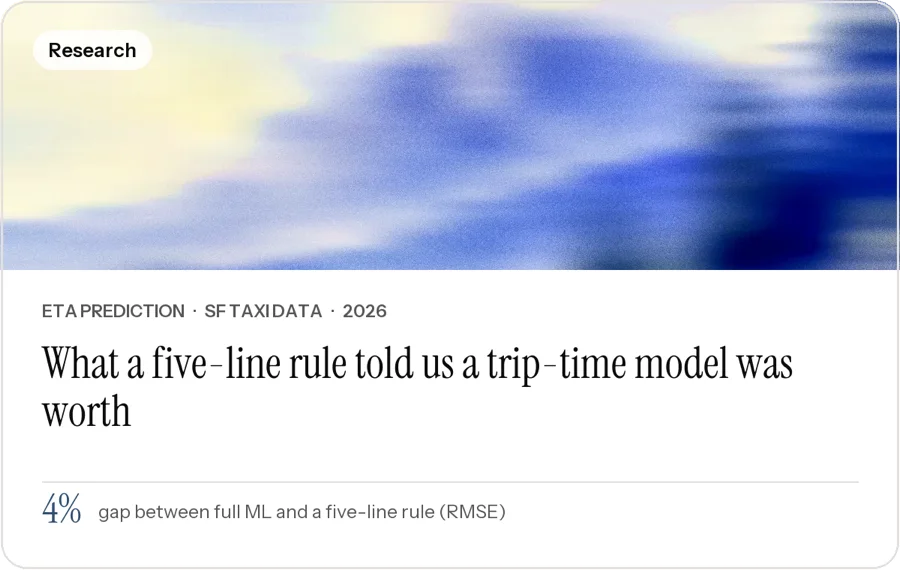 Research
ETA PREDICTION · SF TAXI DATA · 2026
What a five-line rule told us a trip-time model was
worth
4% gap between full ML and a five-line rule (RMSE)